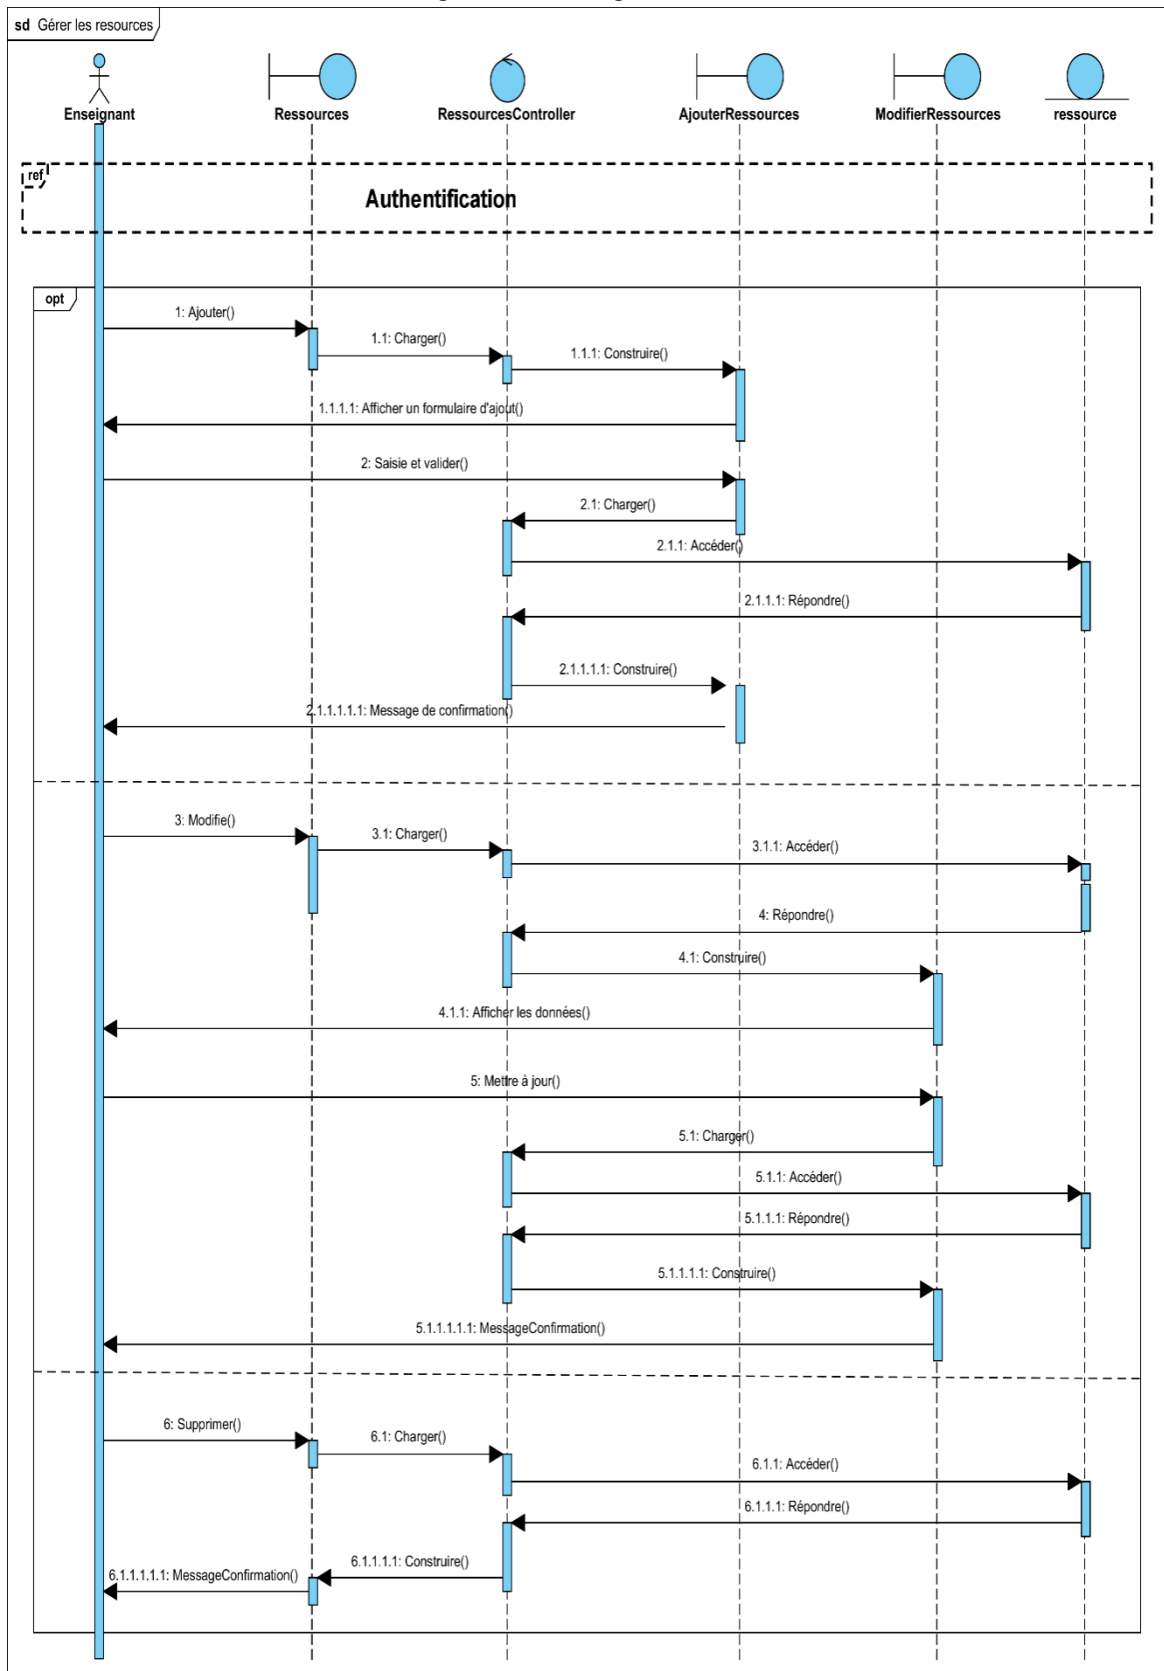 sd Gérer les resources
Enseignant
Ressources
RessourcesController
AjouterRessources
ModifierRessources
ressource
ref
Authentification
opt
1: Ajouter()
1.1: Charger()
1.1.1: Construire()
1.1.1.1: Afficher un formulaire d'ajout()
2: Saisie et valider()
2.1: Charger()
2.1.1: Accéder()
2.1.1.1: Répondre()
2.1.1.1.1: Construire()
2.1.1.1.1.1: Message de confirmation()
3: Modifie()
3.1: Charger()
3.1.1: Accéder()
4: Répondre()
4.1: Construire()
4.1.1: Afficher les données()
5: Mettre à jour()
5.1: Charger()
5.1.1: Accéder()
5.1.1.1: Répondre()
5.1.1.1.1: Construire()
5.1.1.1.1.1: MessageConfirmation()
6: Supprimer()
6.1: Charger()
6.1.1: Accéder()
6.1.1.1: Répondre()
6.1.1.1.1: Construire()
6.1.1.1.1.1: MessageConfirmation()